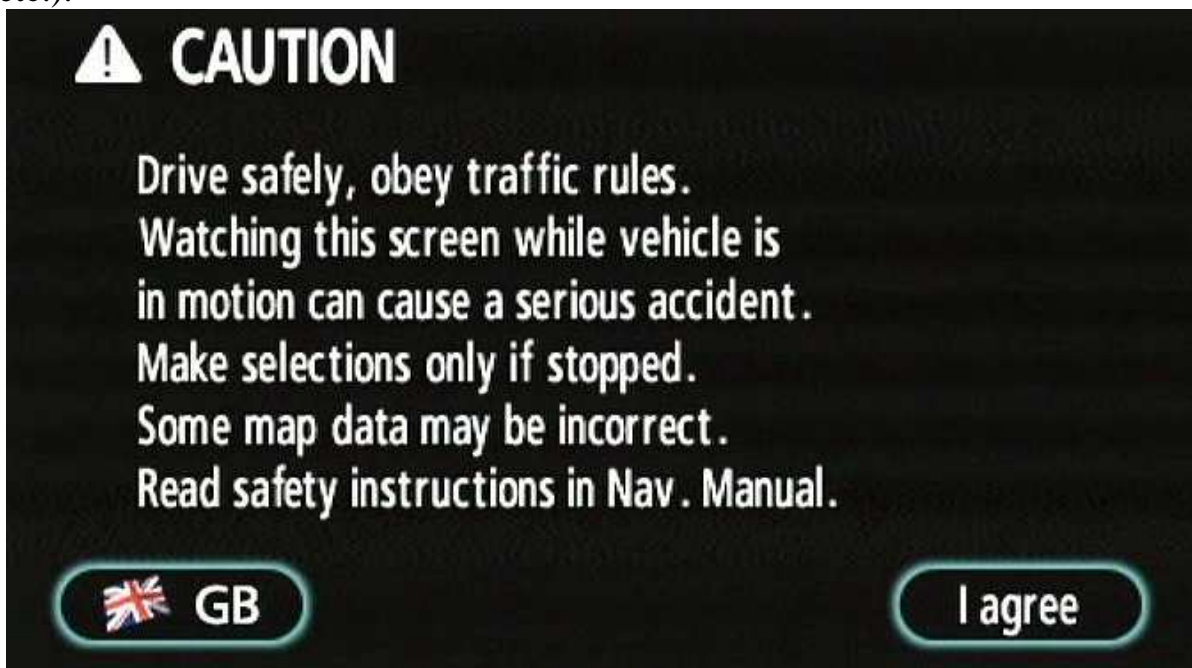 etc.).
CAUTION
Drive safely, obey traffic rules.
Watching this screen while vehicle is
in motion can cause a serious accident.
Make selections only if stopped.
Some map data may be incorrect.
Read safety instructions in Nav. Manual.
GB
I agree